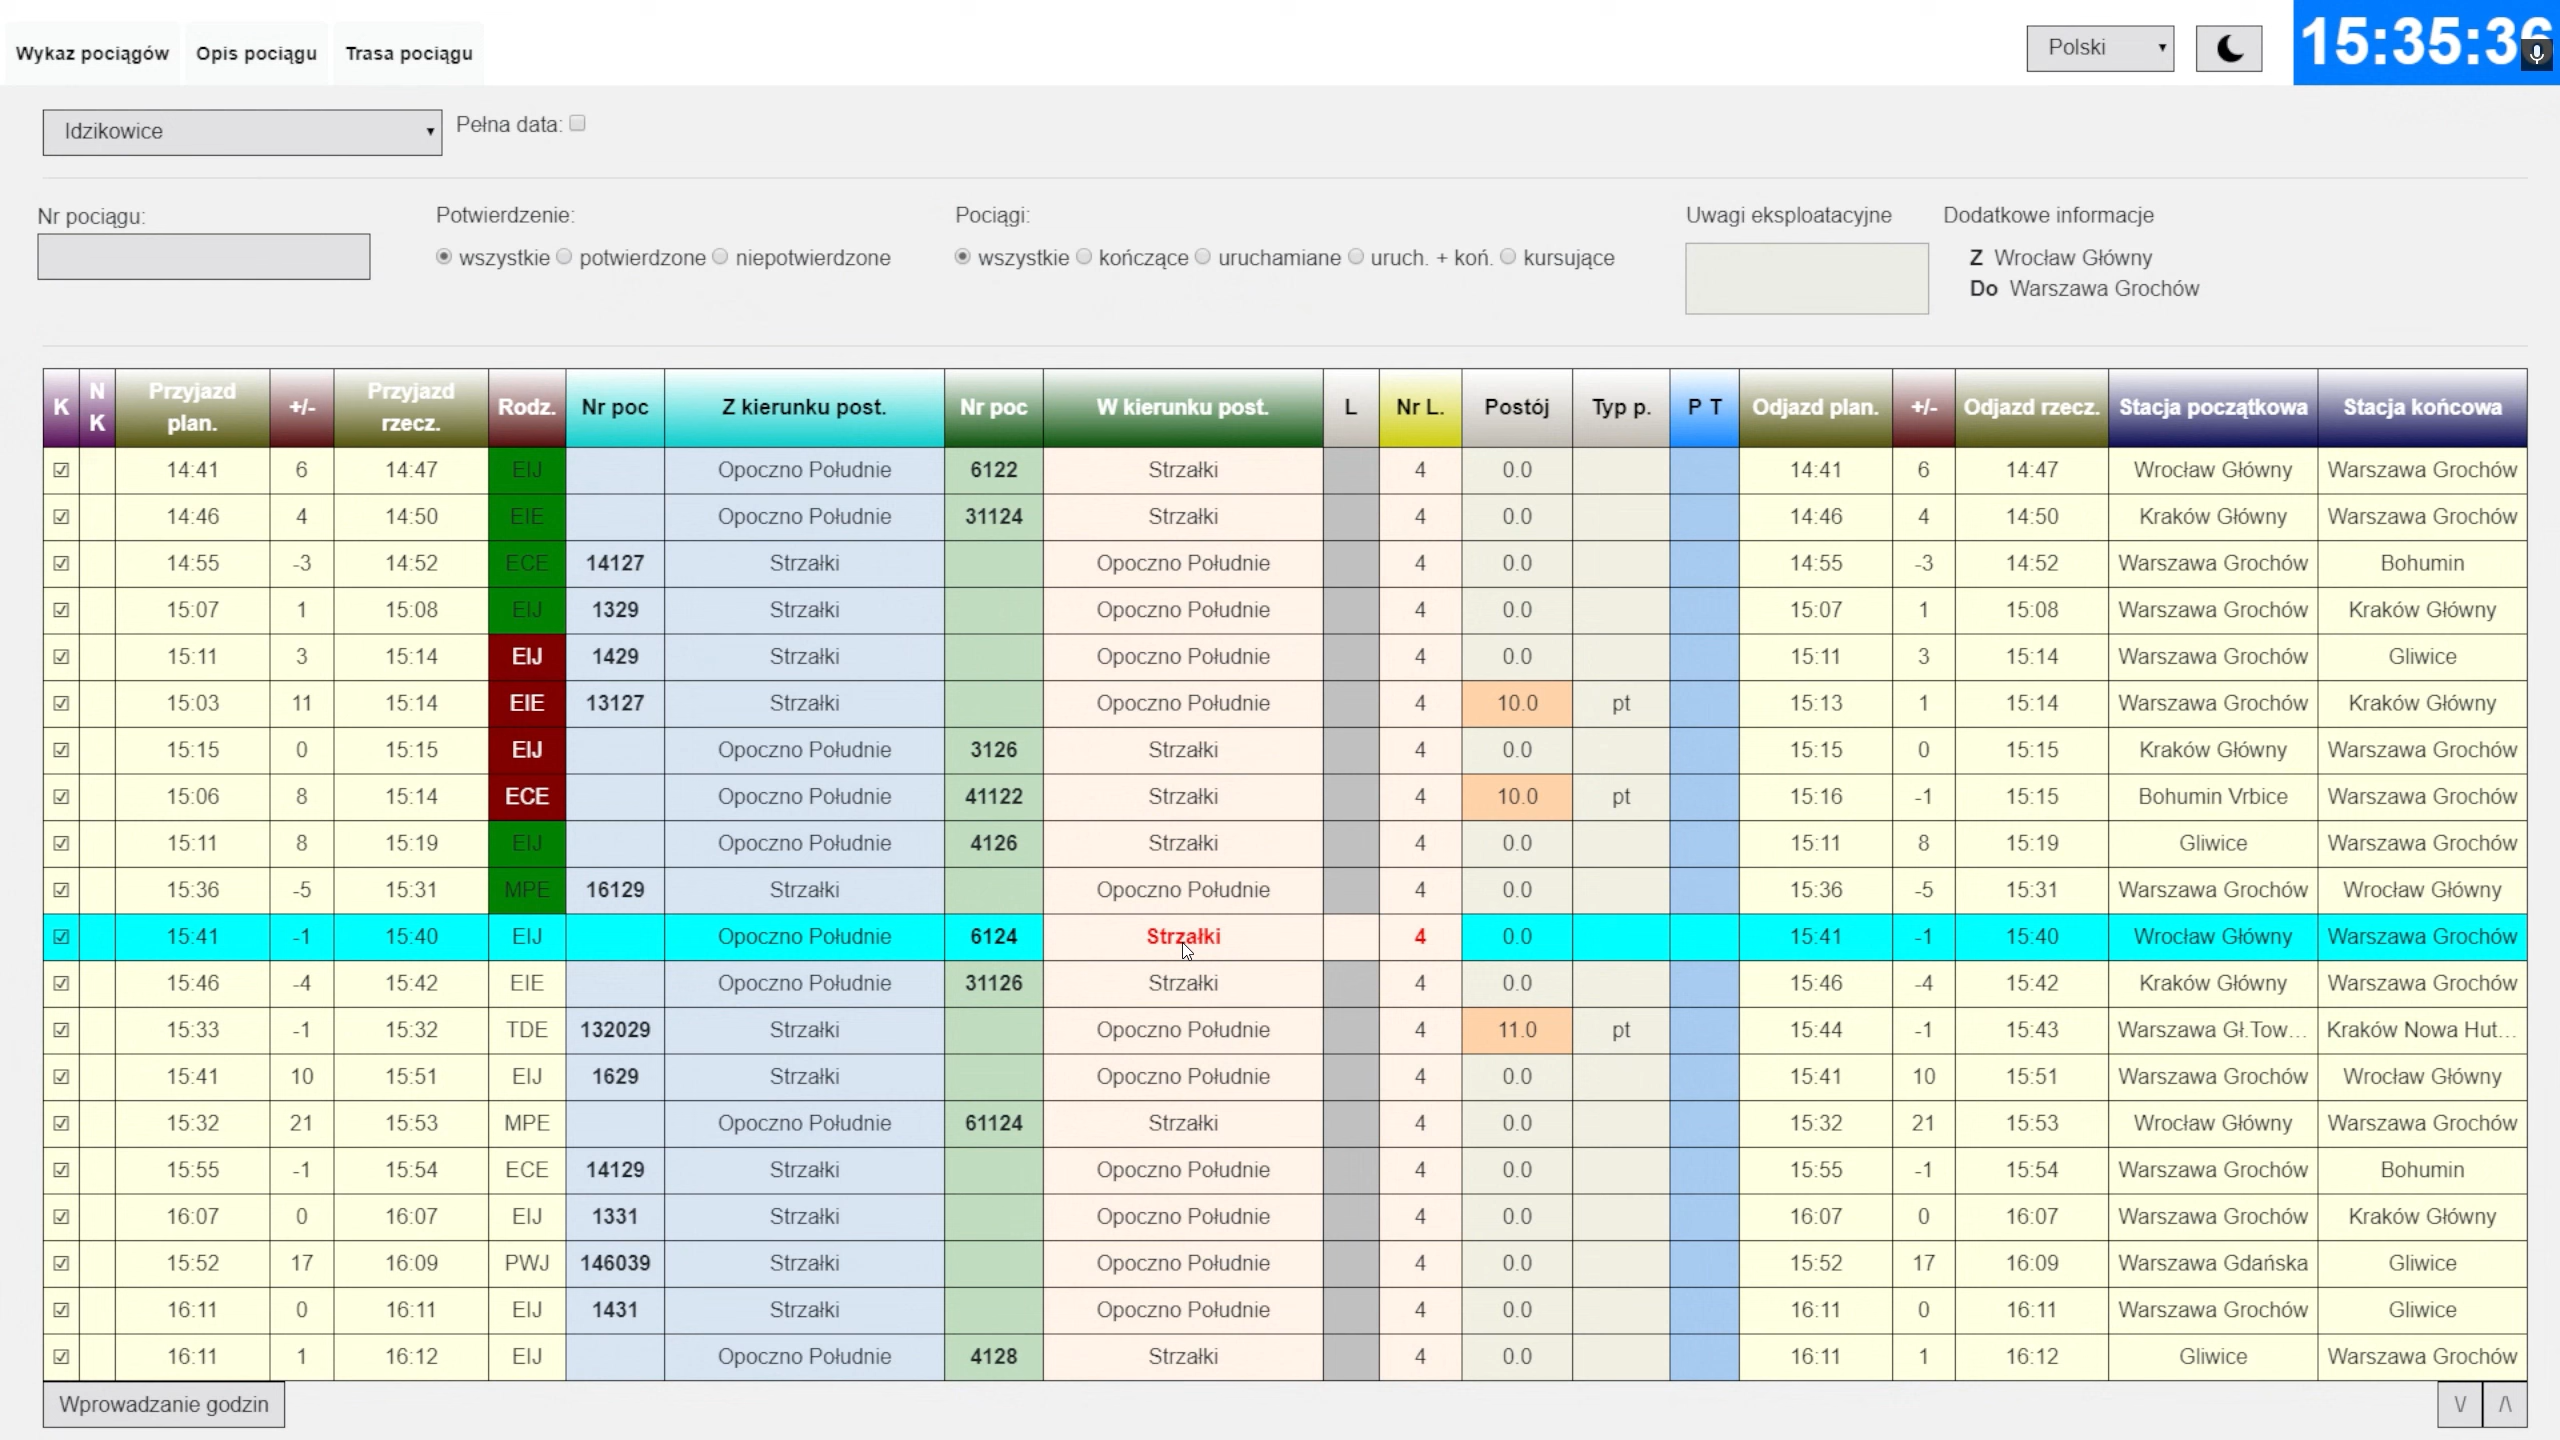 Wykaz pociągów Opis pociągu Trasa pociągu Polski 15:35:36
Idzikowice Pełna data:
Nr pociągu: Potwierdzenie: Pociągi: Uwagi eksploatacyjne Dodatkowe informacje
wszystkie potwierdzone niepotwierdzone wszystkie kończące uruchamiane uruch. + koń. kursujące Z Wrocław Główny
Do Warszawa Grochów
K N K Przyjazd plan. +/- Przyjazd rzecz. Rodz. Nr poc Z kierunku post. Nr poc W kierunku post. L Nr L. Postój Typ p. P T Odjazd plan. +/- Odjazd rzecz. Stacja początkowa Stacja końcowa
14:41 6 14:47 EIJ Opoczno Południe 6122 Strzałki 4 0.0 14:41 6 14:47 Wrocław Główny Warszawa Grochów
14:46 4 14:50 EIE Opoczno Południe 31124 Strzałki 4 0.0 14:46 4 14:50 Kraków Główny Warszawa Grochów
14:55 -3 14:52 ECE 14127 Strzałki Opoczno Południe 4 0.0 14:55 -3 14:52 Warszawa Grochów Bohumin
15:07 1 15:08 EIJ 1329 Strzałki Opoczno Południe 4 0.0 15:07 1 15:08 Warszawa Grochów Kraków Główny
15:11 3 15:14 EIJ 1429 Strzałki Opoczno Południe 4 0.0 15:11 3 15:14 Warszawa Grochów Gliwice
15:03 11 15:14 EIE 13127 Strzałki Opoczno Południe 4 10.0 pt 15:13 1 15:14 Warszawa Grochów Kraków Główny
15:15 0 15:15 EIJ Opoczno Południe 3126 Strzałki 4 0.0 15:15 0 15:15 Kraków Główny Warszawa Grochów
15:06 8 15:14 ECE Opoczno Południe 41122 Strzałki 4 10.0 pt 15:16 -1 15:15 Bohumin Vrbice Warszawa Grochów
15:11 8 15:19 EIJ Opoczno Południe 4126 Strzałki 4 0.0 15:11 8 15:19 Gliwice Warszawa Grochów
15:36 -5 15:31 MPE 16129 Strzałki Opoczno Południe 4 0.0 15:36 -5 15:31 Warszawa Grochów Wrocław Główny
15:41 -1 15:40 EIJ Opoczno Południe 6124 Strzałki 4 0.0 15:41 -1 15:40 Wrocław Główny Warszawa Grochów
15:46 -4 15:42 EIE Opoczno Południe 31126 Strzałki 4 0.0 15:46 -4 15:42 Kraków Główny Warszawa Grochów
15:33 -1 15:32 TDE 132029 Strzałki Opoczno Południe 4 11.0 pt 15:44 -1 15:43 Warszawa Gł.Tow... Kraków Nowa Hut...
15:41 10 15:51 EIJ 1629 Strzałki Opoczno Południe 4 0.0 15:41 10 15:51 Warszawa Grochów Wrocław Główny
15:32 21 15:53 MPE Opoczno Południe 61124 Strzałki 4 0.0 15:32 21 15:53 Wrocław Główny Warszawa Grochów
15:55 -1 15:54 ECE 14129 Strzałki Opoczno Południe 4 0.0 15:55 -1 15:54 Warszawa Grochów Bohumin
16:07 0 16:07 EIJ 1331 Strzałki Opoczno Południe 4 0.0 16:07 0 16:07 Warszawa Grochów Kraków Główny
15:52 17 16:09 PWJ 146039 Strzałki Opoczno Południe 4 0.0 15:52 17 16:09 Warszawa Gdańska Gliwice
16:11 0 16:11 EIJ 1431 Strzałki Opoczno Południe 4 0.0 16:11 0 16:11 Warszawa Grochów Gliwice
16:11 1 16:12 EIJ Opoczno Południe 4128 Strzałki 4 0.0 16:11 1 16:12 Gliwice Warszawa Grochów
Wprowadzanie godzin \/ /\